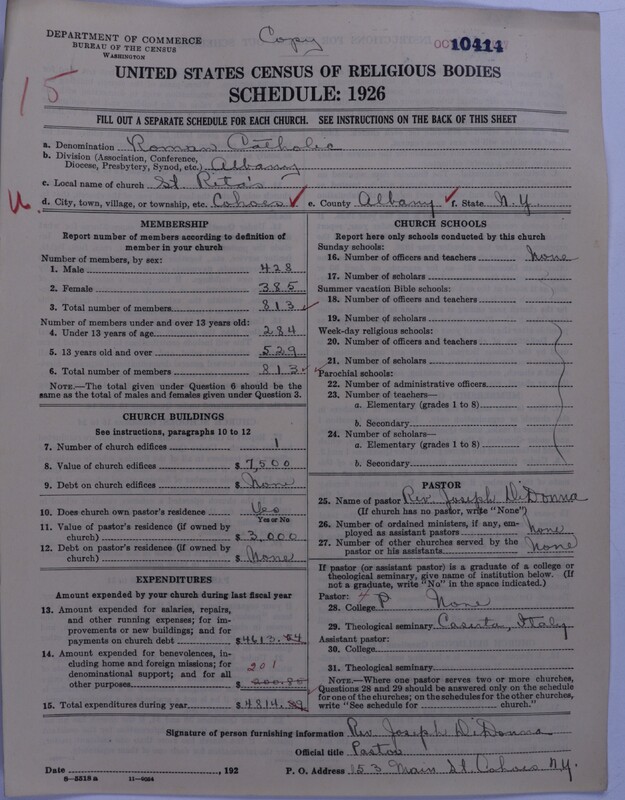 DEPARTMENT OF COMMERCE
BUREAU OF THE CENSUS
WASHINGTON
Copy
10414
15
UNITED STATES CENSUS OF RELIGIOUS BODIES
SCHEDULE: 1926
FILL OUT A SEPARATE SCHEDULE FOR EACH CHURCH. SEE INSTRUCTIONS ON THE BACK OF THIS SHEET
a. Denomination Roman Catholic
b. Division (Association, Conference, Diocese, Presbytery, Synod, etc.) Albany
c. Local name of church St Rita's
d. City, town, village, or township, etc. Cohoes e. County Albany f. State N.Y.
MEMBERSHIP
Report number of members according to definition of
member in your church
Number of members, by sex:
1. Male 428
2. Female 385
3. Total number of members 813
Number of members under and over 13 years old:
4. Under 13 years of age 284
5. 13 years old and over 529
6. Total number of members 813
NOTE.—The total given under Question 6 should be
same as the total of males and females given under Question 3.
CHURCH BUILDINGS
See instructions, paragraphs 10 to 12
7. Number of church edifices 1
8. Value of church edifices $ 7,500
9. Debt on church edifices $ None
10. Does church own pastor's residence Yes
Yes or No
11. Value of pastor's residence (if owned by
church) $ 3,000
12. Debt on pastor's residence (if owned by
church) $ None
EXPENDITURES
Amount expended by your church during last fiscal year
13. Amount expended for salaries, repairs,
and other running expenses; for im-
provements or new buildings; and for
payments on church debt $4613.
14. Amount expended for benevolences,
including home and foreign missions; for
denominational support; and for all
other purposes $ 201
15. Total expenditures during year $4814.
CHURCH SCHOOLS
Report here only schools conducted by this church
Sunday schools:
16. Number of officers and teachers None
17. Number of scholars
Summer vacation Bible schools:
18. Number of officers and teachers
19. Number of scholars
Week-day religious schools:
20. Number of officers and teachers
21. Number of scholars
Parochial schools:
22. Number of administrative officers
23. Number of teachers—
a. Elementary (grades 1 to 8)
b. Secondary
24. Number of scholars—
a. Elementary (grades 1 to 8)
b. Secondary
PASTOR
25. Name of pastor Rev. Joseph DiDonna
(If church has no pastor, write "None")
26. Number of ordained ministers, if any, em-
ployed as assistant pastors None
27. Number of other churches served by the
pastor or his assistants None
If pastor (or assistant pastor) is a graduate of a college or
theological seminary, give name of institution below. (If
not a graduate, write "No" in the space indicated.)
Pastor:
28. College None
29. Theological seminary Caserta, Italy
Assistant pastor:
30. College
31. Theological seminary
NOTE.—Where one pastor serves two or more churches,
Questions 28 and 29 should be answered only on the schedule
for one of the churches; on the schedules for the other churches,
write "See schedule for church."
Signature of person furnishing information Rev. Joseph DiDonna
Official title Pastor
Date , 192 P. O. Address 153 Main St. Cohoes N.Y.
8—5518 a 11—9064